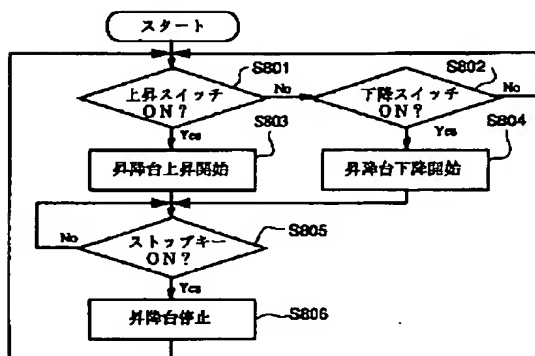 スタート
S801
上昇スイッチ
ON?
No
S802
下降スイッチ
ON?
No
Yes
S803
昇降台上昇開始
Yes
S804
昇降台下降開始
No
ストップキー
ON?
S805
Yes
昇降台停止
S806